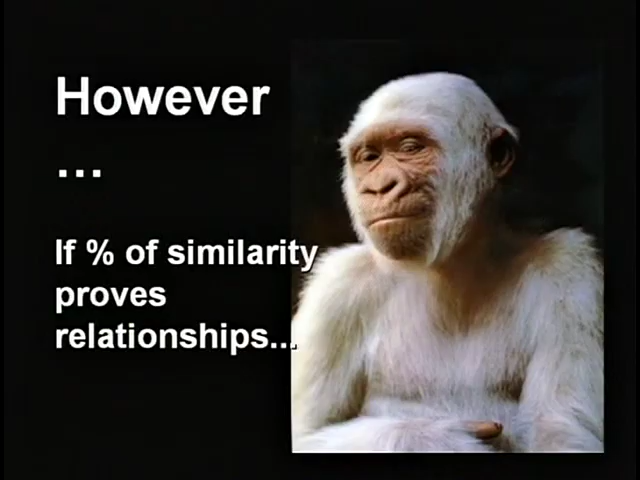 However
...
If % of similarity
proves
relationships...